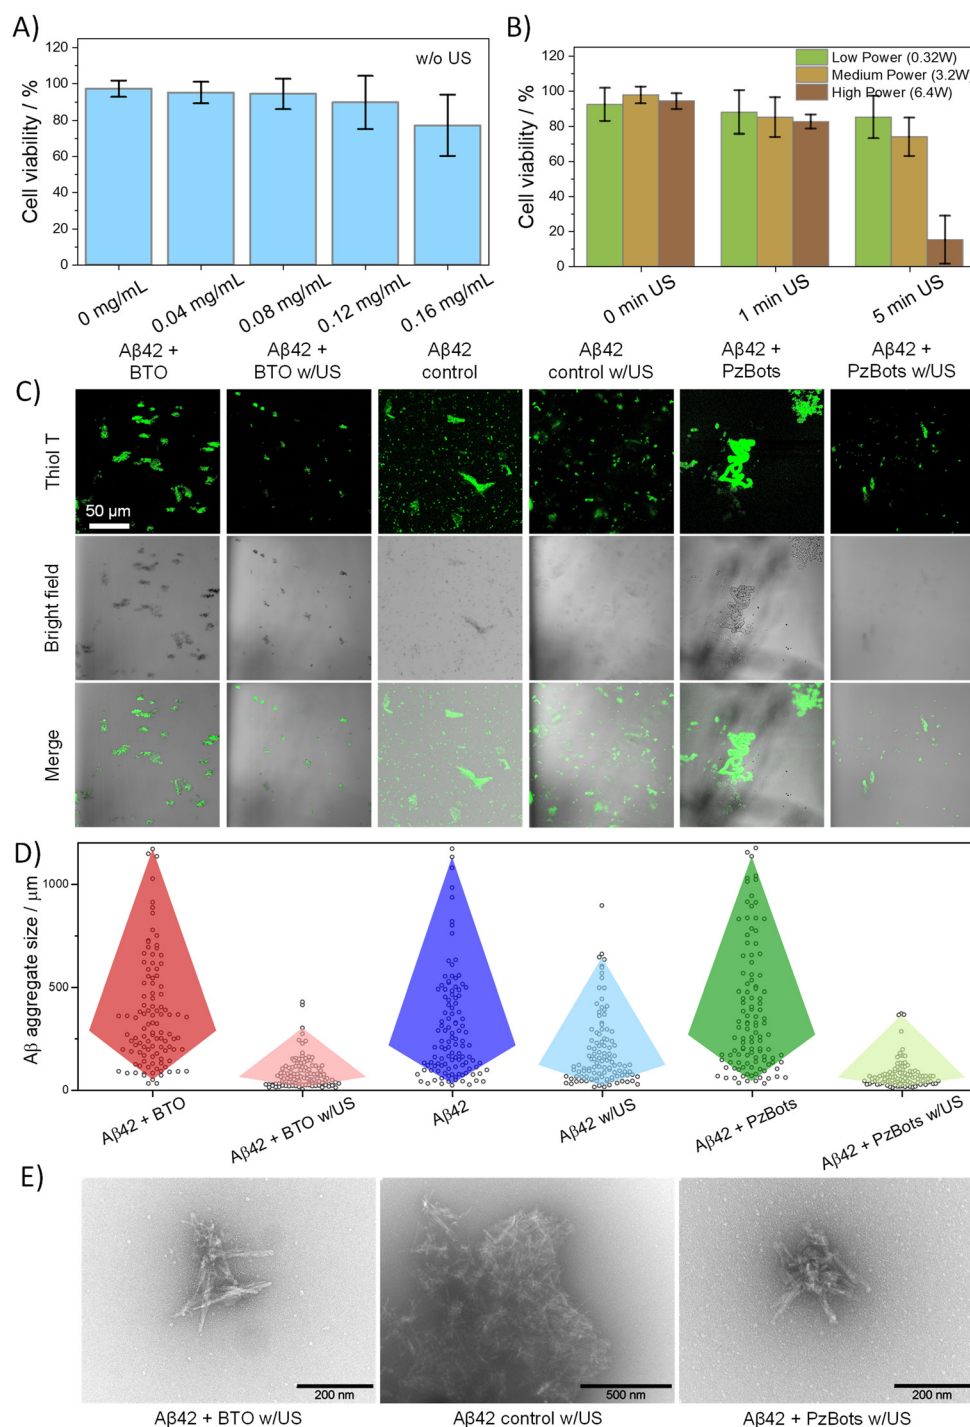 A)
Cell viability / %
120
100
80
60
40
20
0
w/o US
0 mg/mL
0.04 mg/mL
0.08 mg/mL
0.12 mg/mL
0.16 mg/mL
B)
Cell viability / %
120
100
80
60
40
20
0
Low Power (0.32W)
Medium Power (3.2W)
High Power (6.4W)
0 min US
1 min US
5 min US
C)
Aβ42 +
BTO
Aβ42 +
BTO w/US
Aβ42
control
Aβ42
control w/US
Aβ42 +
PzBots
Aβ42 +
PzBots w/US
Thiol T
50 μm
Bright field
Merge
D)
Aβ aggregate size / μm
1000
500
0
Aβ42 + BTO
Aβ42 + BTO w/US
Aβ42
Aβ42 w/US
Aβ42 + PzBots
Aβ42 + PzBots w/US
E)
200 nm
500 nm
200 nm
Aβ42 + BTO w/US
Aβ42 control w/US
Aβ42 + PzBots w/US